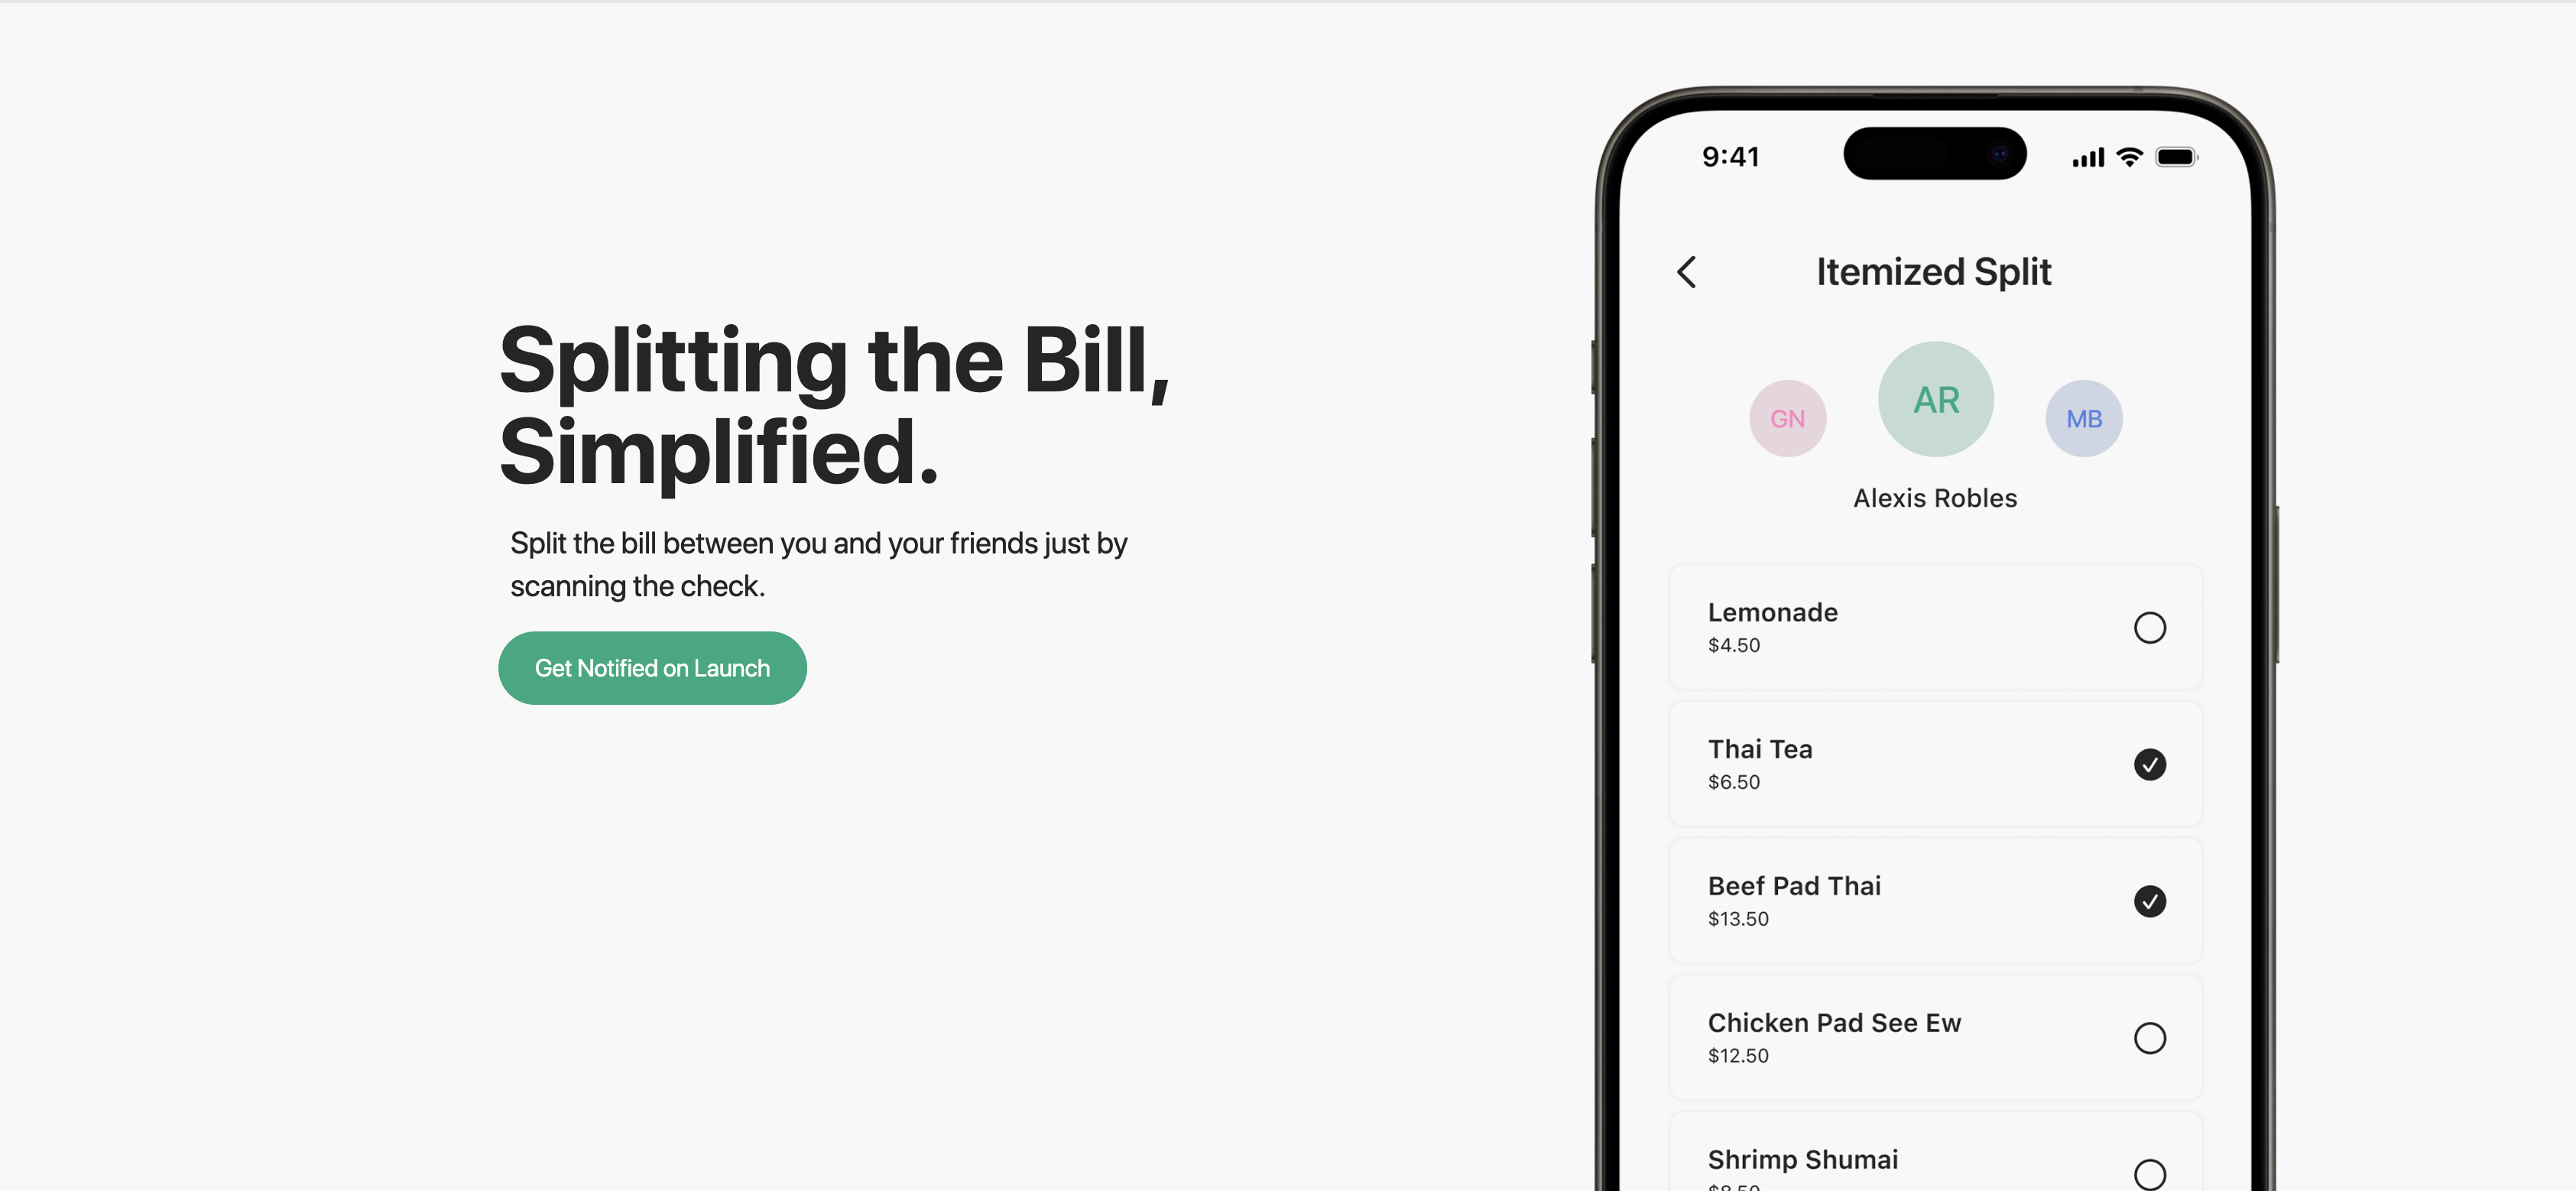 Splitting the Bill,
Simplified.
Split the bill between you and your friends just by
scanning the check.
Get Notified on Launch
9:41
Itemized Split
GN
AR
MB
Alexis Robles
Lemonade
$4.50
Thai Tea
$6.50
Beef Pad Thai
$13.50
Chicken Pad See Ew
$12.50
Shrimp Shumai